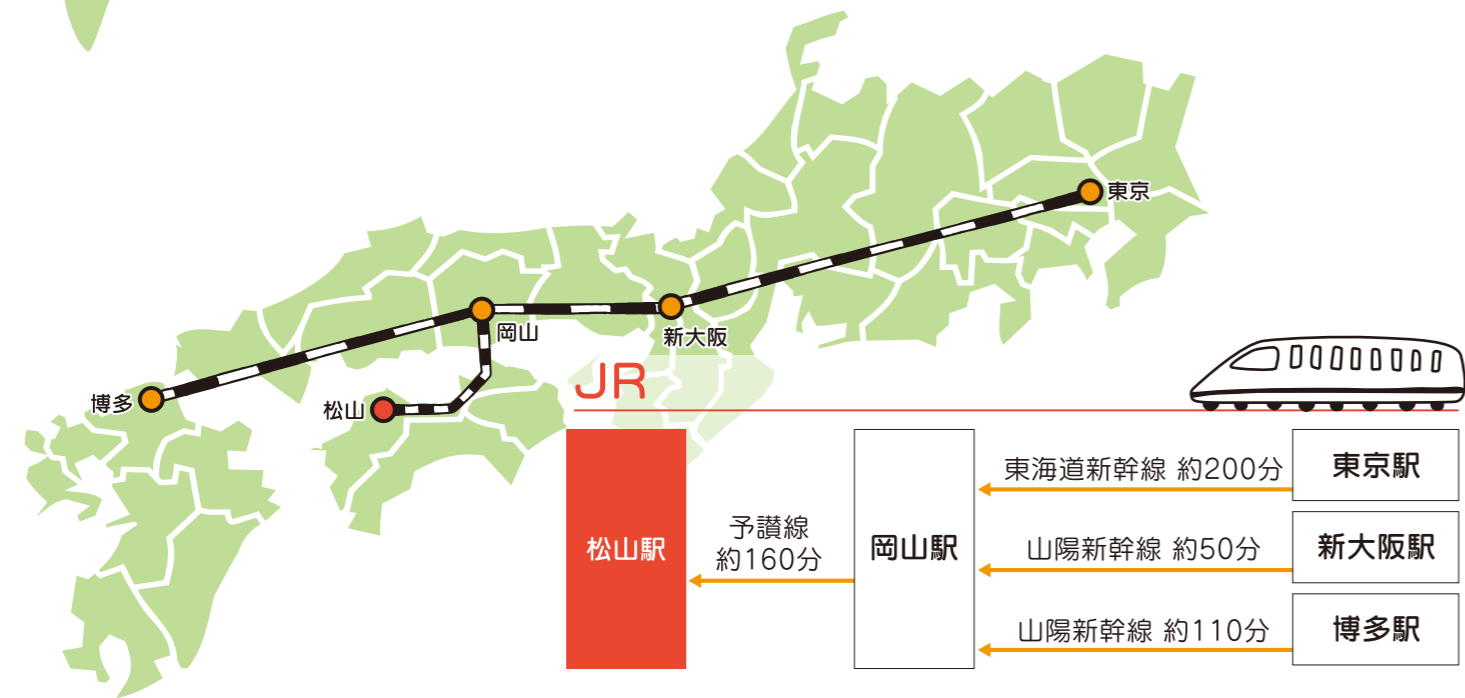 東京
岡山
新大阪
博多
松山
JR
東海道新幹線 約200分
東京駅
予讃線
約160分
松山駅
岡山駅
山陽新幹線 約50分
新大阪駅
山陽新幹線 約110分
博多駅